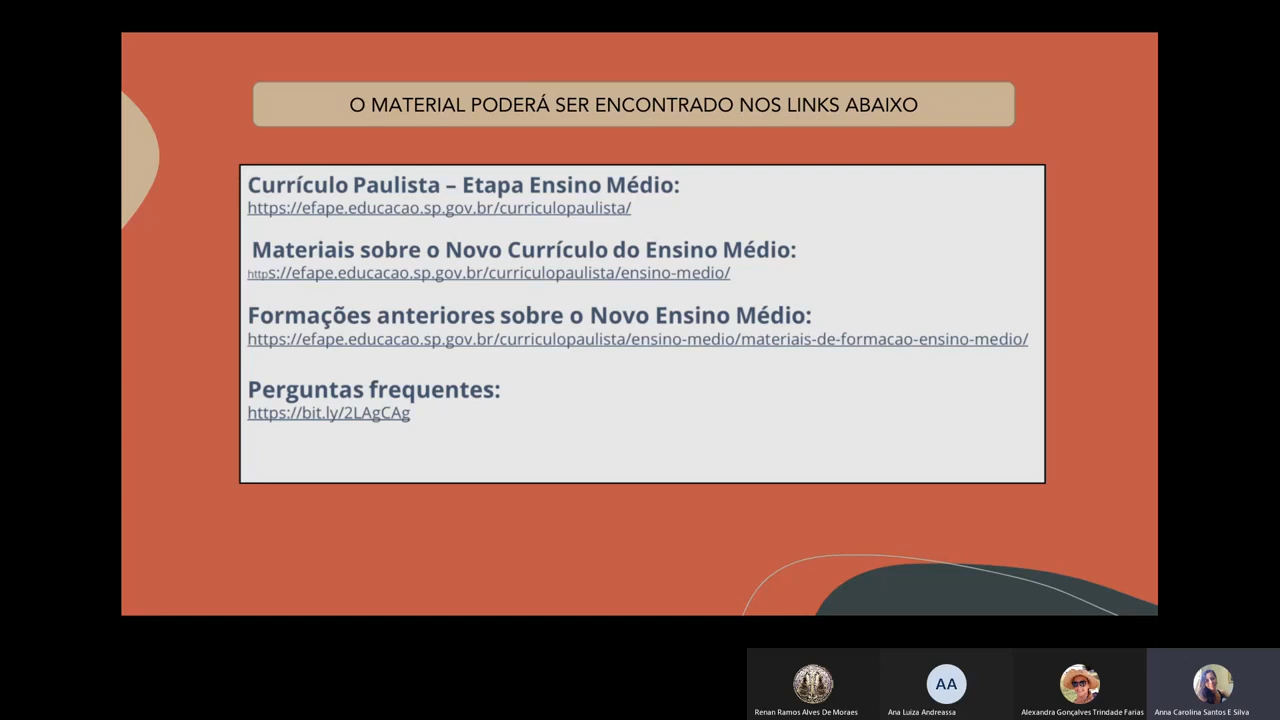 O MATERIAL PODERÁ SER ENCONTRADO NOS LINKS ABAIXO
Currículo Paulista – Etapa Ensino Médio:
https://efape.educacao.sp.gov.br/curriculopaulista/
Materiais sobre o Novo Currículo do Ensino Médio:
https://efape.educacao.sp.gov.br/curriculopaulista/ensino-medio/
Formações anteriores sobre o Novo Ensino Médio:
https://efape.educacao.sp.gov.br/curriculopaulista/ensino-medio/materiais-de-formacao-ensino-medio/
Perguntas frequentes:
https://bit.ly/2LAgCAg
AA
Renan Ramos Alves De Moraes
Ana Luiza Andreassa
Alexandra Gonçalves Trindade Farias
Anna Carolina Santos E Silva